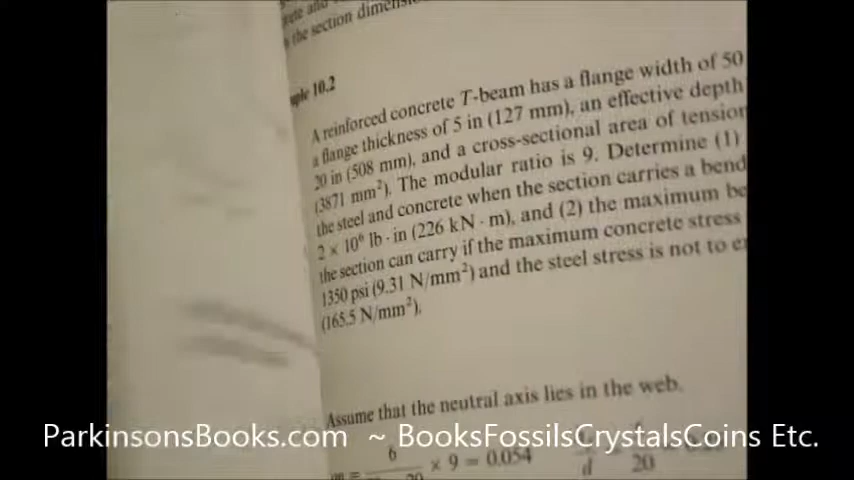 the section dimens
ple 10.2
A reinforced concrete T-beam has a flange width of 50
a flange thickness of 5 in (127 mm), an effective depth
20 in (508 mm), and a cross-sectional area of tension
(3871 mm²). The modular ratio is 9. Determine (1)
the steel and concrete when the section carries a bend
2 × 10⁶ lb · in (226 kN · m), and (2) the maximum be
the section can carry if the maximum concrete stress
1350 psi (9.31 N/mm²) and the steel stress is not to e
(165.5 N/mm²).
Assume that the neutral axis lies in the web.
6
× 9 = 0.054
d
20
ParkinsonsBooks.com ~ BooksFossilsCrystalsCoins Etc.